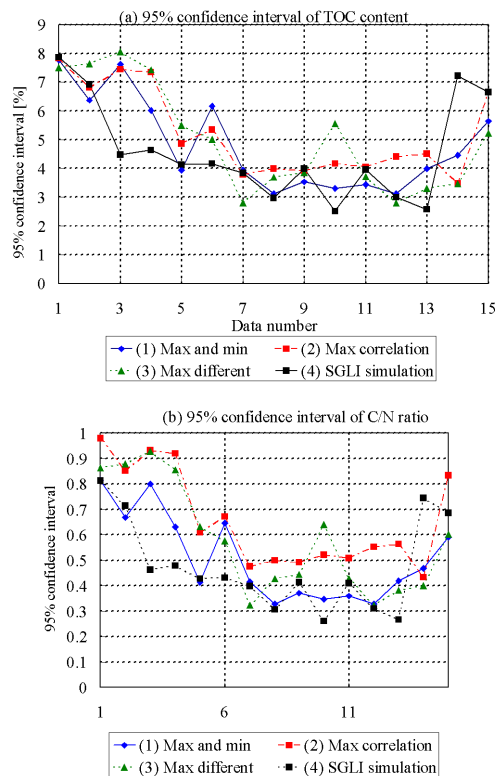 (a) 95% confidence interval of TOC content
95% confidence interval [%]
9
8
7
6
5
4
3
2
1
0
1 3 5 7 9 11 13 15
Data number
(1) Max and min (2) Max correlation
(3) Max different (4) SGLI simulation
(b) 95% confidence interval of C/N ratio
95% confidence interval
1
0.9
0.8
0.7
0.6
0.5
0.4
0.3
0.2
0.1
0
1 6 11
(1) Max and min (2) Max correlation
(3) Max different (4) SGLI simulation